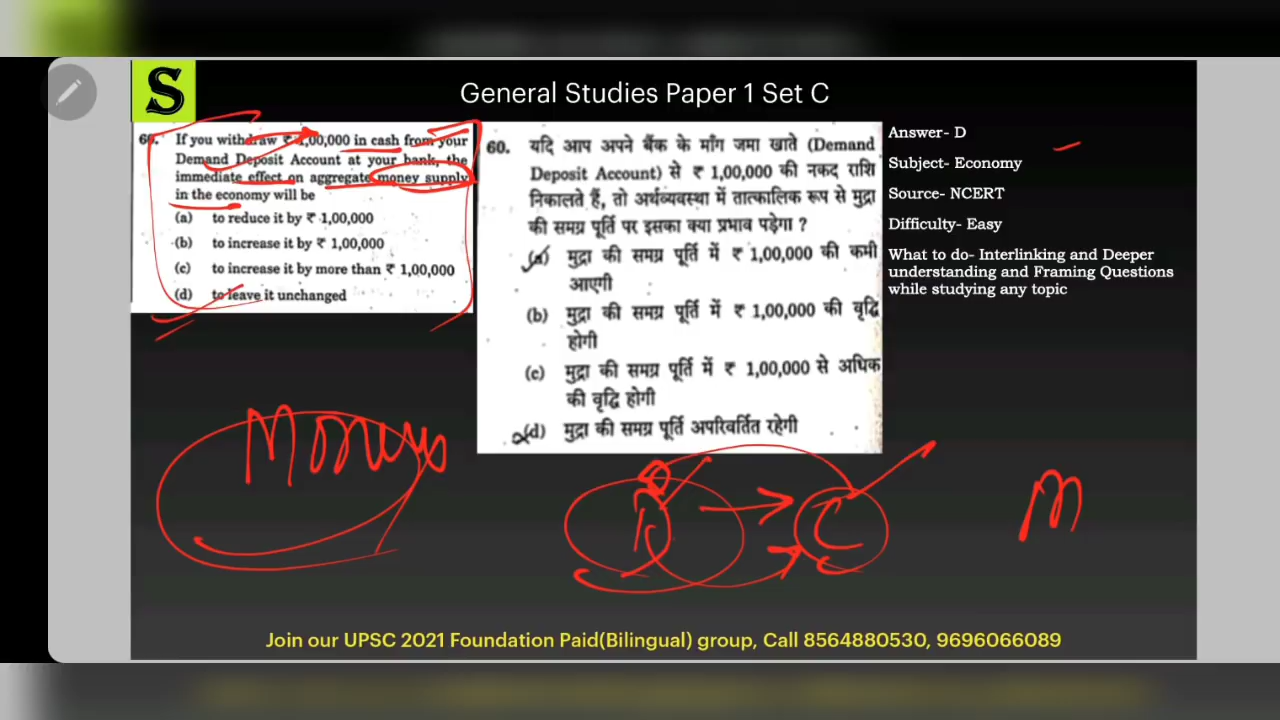 S
General Studies Paper 1 Set C
60. If you withdraw ₹ 1,00,000 in cash from your
Demand Deposit Account at your bank, the
immediate effect on aggregate money supply
in the economy will be
(a) to reduce it by ₹ 1,00,000
(b) to increase it by ₹ 1,00,000
(c) to increase it by more than ₹ 1,00,000
(d) to leave it unchanged
60. यदि आप अपने बैंक के माँग जमा खाते (Demand
Deposit Account) से ₹ 1,00,000 की नकद राशि
निकालते हैं, तो अर्थव्यवस्था में तात्कालिक रूप से मुद्रा
की समग्र पूर्ति पर इसका क्या प्रभाव पड़ेगा ?
(a) मुद्रा की समग्र पूर्ति में ₹ 1,00,000 की कमी
आएगी
(b) मुद्रा की समग्र पूर्ति में ₹ 1,00,000 की वृद्धि
होगी
(c) मुद्रा की समग्र पूर्ति में ₹ 1,00,000 से अधिक
की वृद्धि होगी
(d) मुद्रा की समग्र पूर्ति अपरिवर्तित रहेगी
Answer- D
Subject- Economy
Source- NCERT
Difficulty- Easy
What to do- Interlinking and Deeper
understanding and Framing Questions
while studying any topic
C
M
Join our UPSC 2021 Foundation Paid(Bilingual) group, Call 8564880530, 9696066089